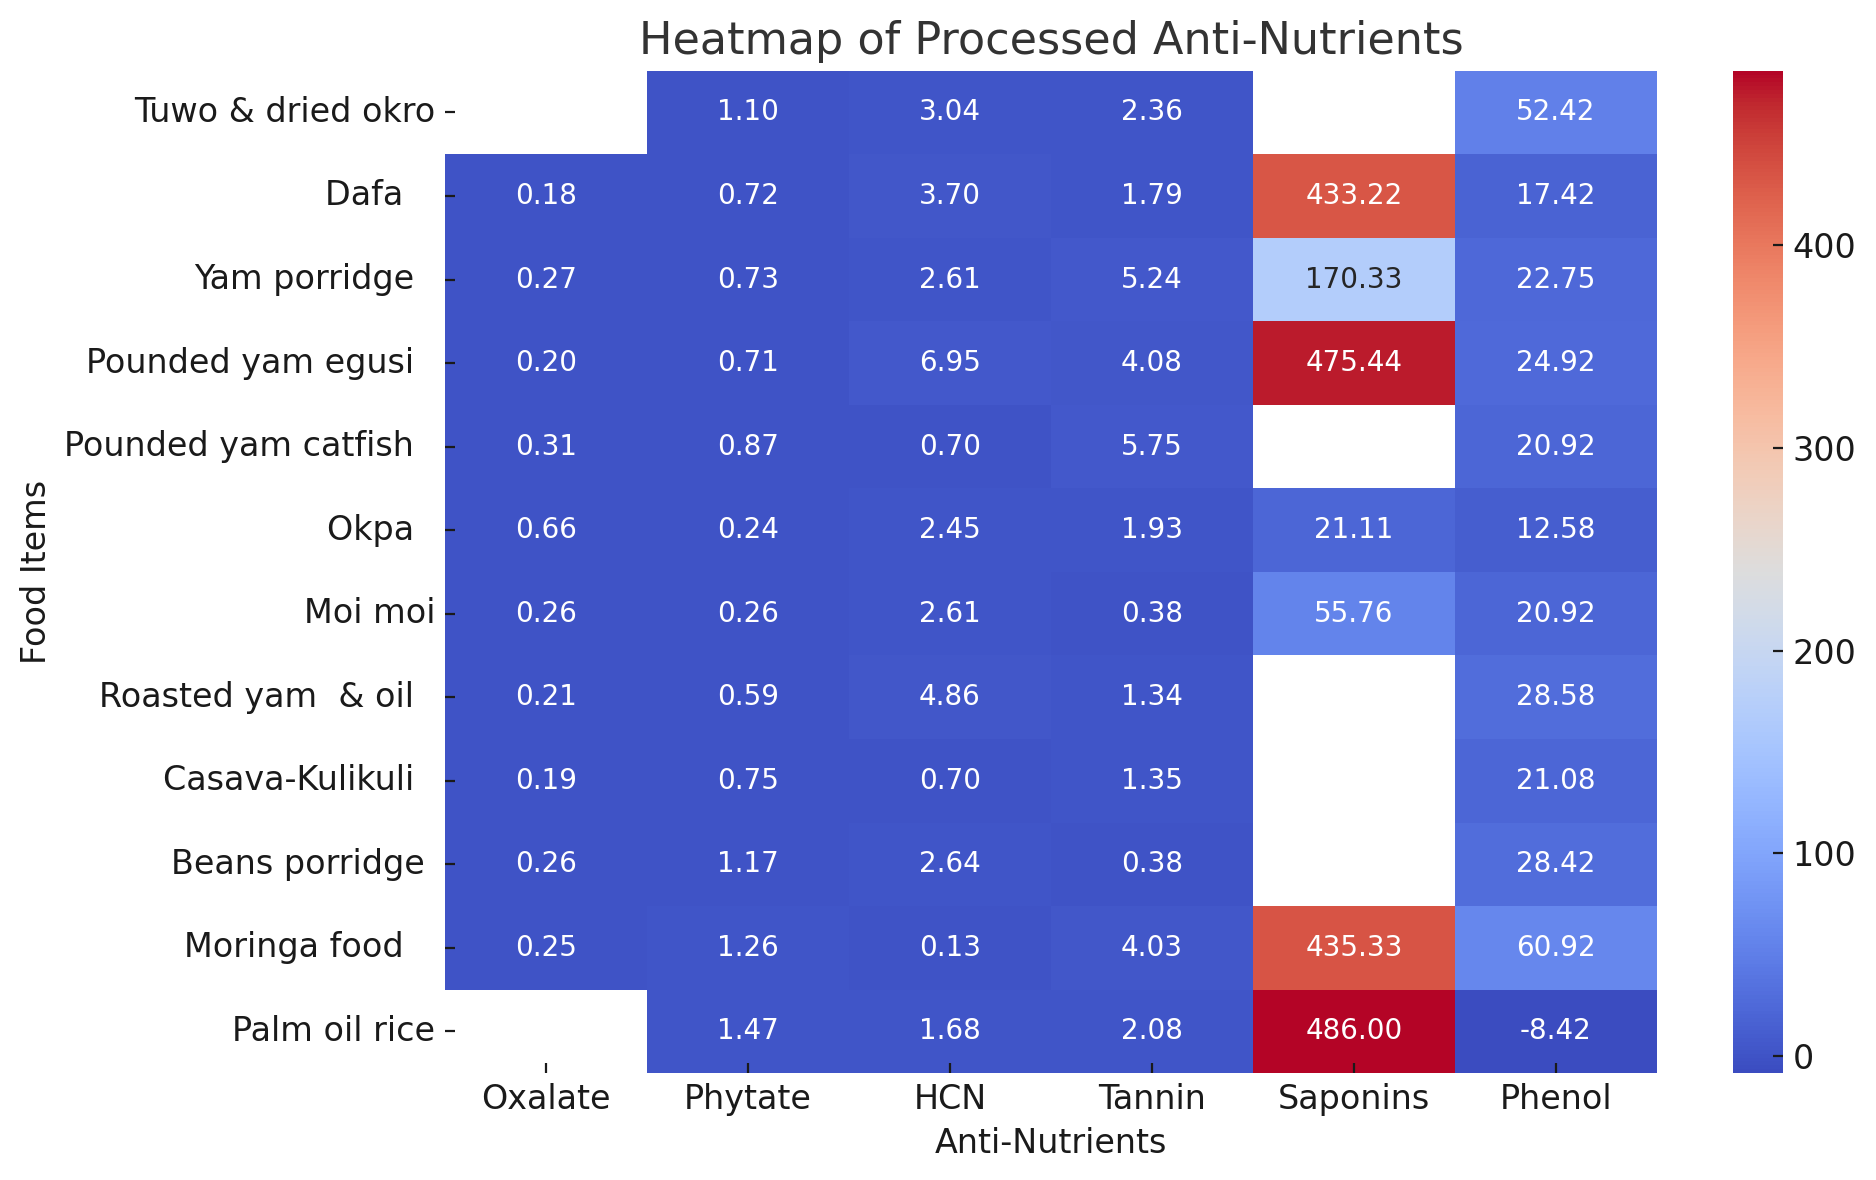 Heatmap of Processed Anti-Nutrients
Tuwo & dried okro 1.10 3.04 2.36 52.42
Dafa 0.18 0.72 3.70 1.79 433.22 17.42
Yam porridge 0.27 0.73 2.61 5.24 170.33 22.75
Pounded yam egusi 0.20 0.71 6.95 4.08 475.44 24.92
Pounded yam catfish 0.31 0.87 0.70 5.75 20.92
Okpa 0.66 0.24 2.45 1.93 21.11 12.58
Moi moi 0.26 0.26 2.61 0.38 55.76 20.92
Roasted yam  & oil 0.21 0.59 4.86 1.34 28.58
Casava-Kulikuli 0.19 0.75 0.70 1.35 21.08
Beans porridge 0.26 1.17 2.64 0.38 28.42
Moringa food 0.25 1.26 0.13 4.03 435.33 60.92
Palm oil rice 1.47 1.68 2.08 486.00 -8.42
Oxalate Phytate HCN Tannin Saponins Phenol
Anti-Nutrients
Food Items
400
300
200
100
0